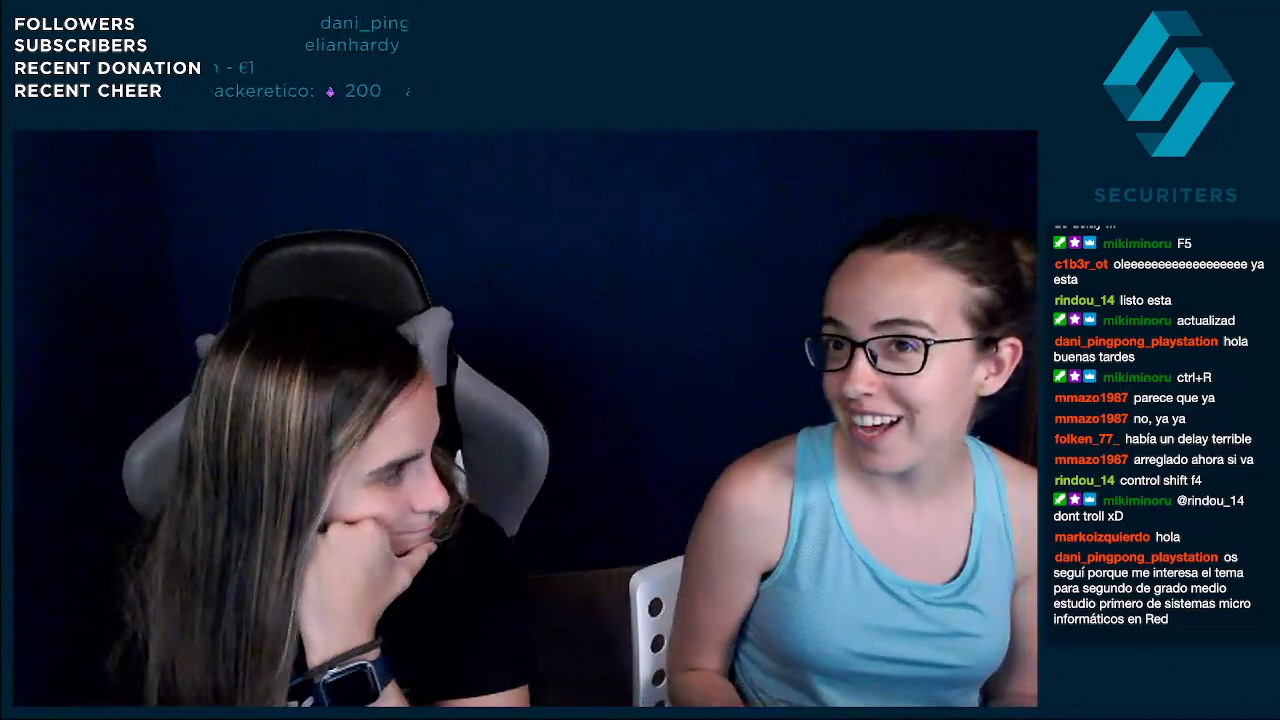 FOLLOWERS dani_ping
SUBSCRIBERS elianhardy
RECENT DONATION - €1
RECENT CHEER ackeretico: 200
SECURITERS
mikiminoru F5
c1b3r_ot oleeeeeeeeeeeeeeeeee ya
esta
rindou_14 listo esta
mikiminoru actualizad
dani_pingpong_playstation hola
buenas tardes
mikiminoru ctrl+R
mmazo1987 parece que ya
mmazo1987 no, ya ya
folken_77_ había un delay terrible
mmazo1987 arreglado ahora si va
rindou_14 control shift f4
mikiminoru @rindou_14
dont troll xD
markoizquierdo hola
dani_pingpong_playstation os
seguí porque me interesa el tema
para segundo de grado medio
estudio primero de sistemas micro
informáticos en Red